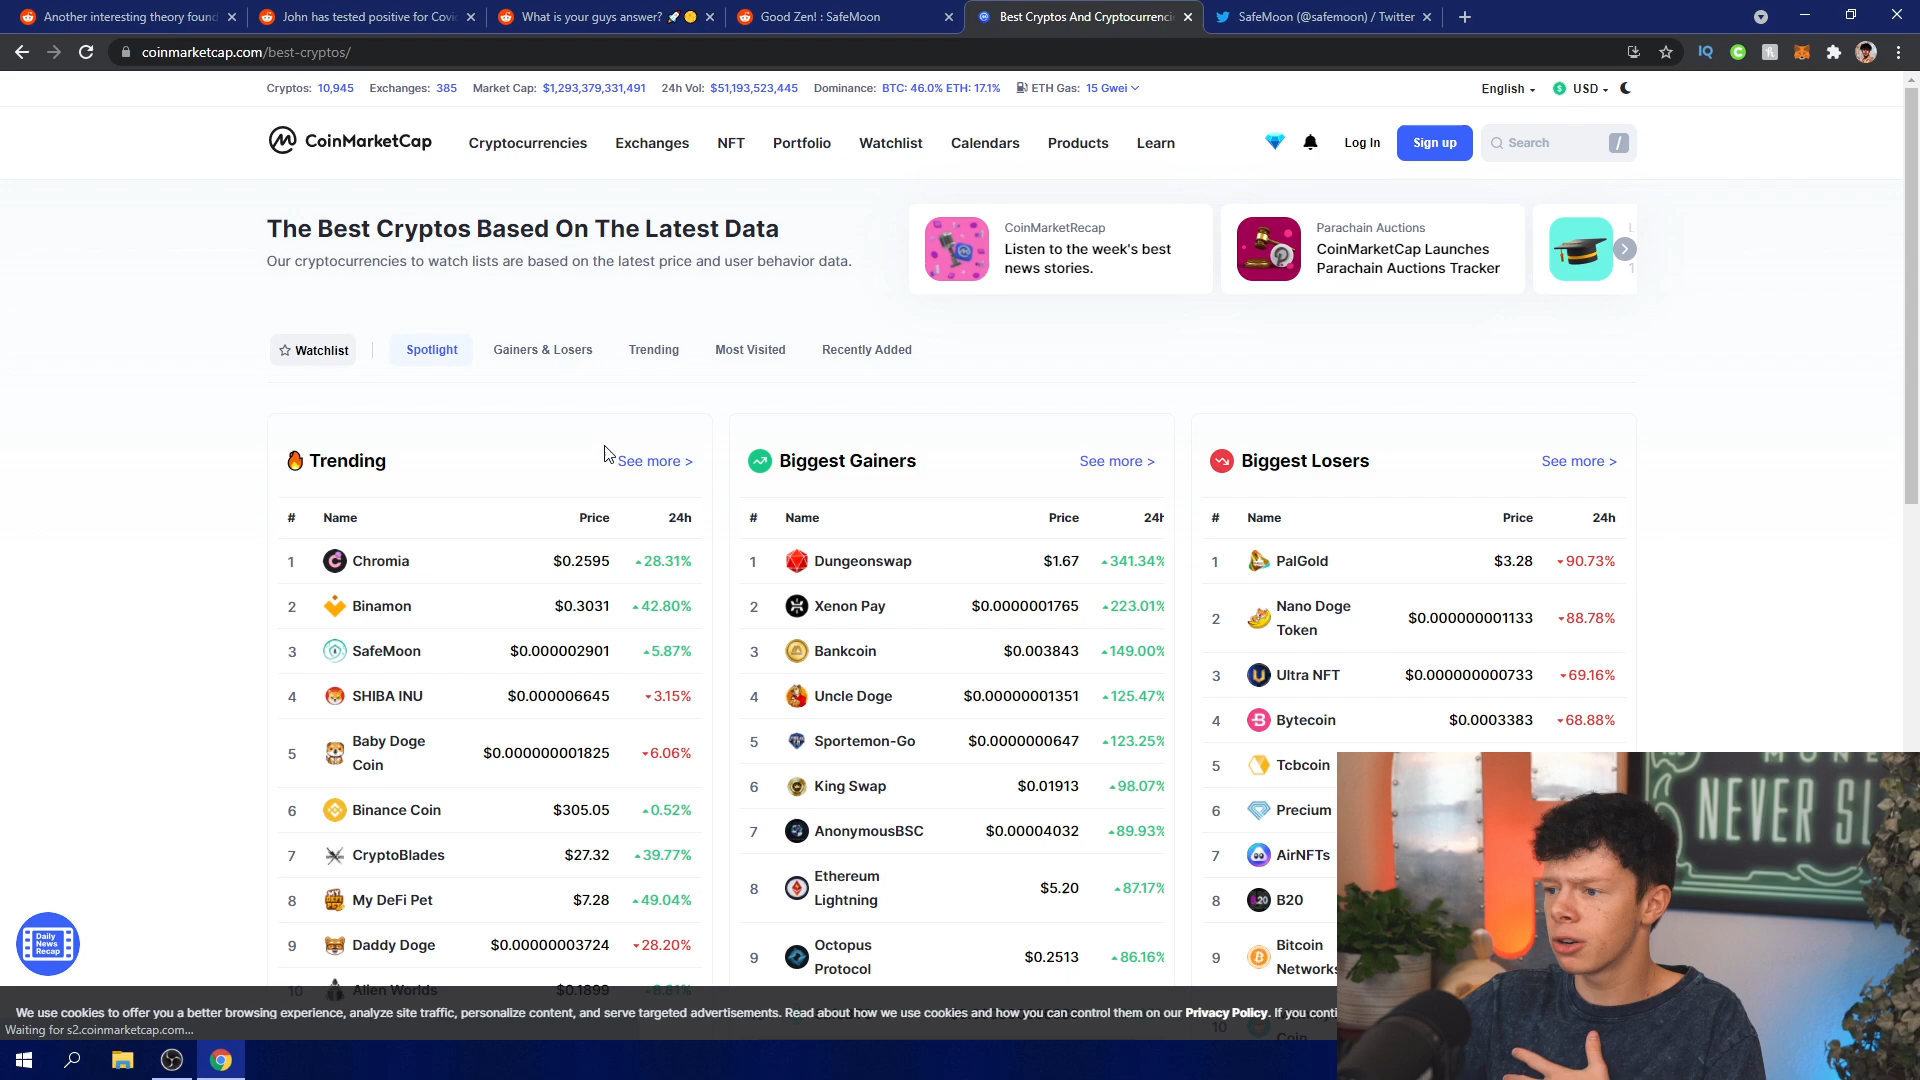 Another interesting theory found
John has tested positive for Covi
What is your guys answer? 🚀
Good Zen! : SafeMoon
Best Cryptos And Cryptocurrenci
SafeMoon (@safemoon) / Twitter
coinmarketcap.com/best-cryptos/
Cryptos: 10,945 Exchanges: 385 Market Cap: $1,293,379,331,491 24h Vol: $51,193,523,445 Dominance: BTC: 46.0% ETH: 17.1% ETH Gas: 15 Gwei
English
USD
CoinMarketCap
Cryptocurrencies Exchanges NFT Portfolio Watchlist Calendars Products Learn
Log In
Sign up
Search /
The Best Cryptos Based On The Latest Data
Our cryptocurrencies to watch lists are based on the latest price and user behavior data.
CoinMarketRecap
Listen to the week's best
news stories.
Parachain Auctions
CoinMarketCap Launches
Parachain Auctions Tracker
Watchlist
Spotlight
Gainers & Losers
Trending
Most Visited
Recently Added
Trending
See more >
# Name Price 24h
1 Chromia $0.2595 28.31%
2 Binamon $0.3031 42.80%
3 SafeMoon $0.000002901 5.87%
4 SHIBA INU $0.000006645 3.15%
5 Baby Doge
Coin $0.000000001825 6.06%
6 Binance Coin $305.05 0.52%
7 CryptoBlades $27.32 39.77%
8 My DeFi Pet $7.28 49.04%
9 Daddy Doge $0.00000003724 28.20%
10 Alien Worlds $0.1899 8.81%
Biggest Gainers
See more >
# Name Price 24h
1 Dungeonswap $1.67 341.34%
2 Xenon Pay $0.0000001765 223.01%
3 Bankcoin $0.003843 149.00%
4 Uncle Doge $0.00000001351 125.47%
5 Sportemon-Go $0.0000000647 123.25%
6 King Swap $0.01913 98.07%
7 AnonymousBSC $0.00004032 89.93%
8 Ethereum
Lightning $5.20 87.17%
9 Octopus
Protocol $0.2513 86.16%
Biggest Losers
See more >
# Name Price 24h
1 PalGold $3.28 90.73%
2 Nano Doge
Token $0.000000001133 88.78%
3 Ultra NFT $0.000000000733 69.16%
4 Bytecoin $0.0003383 68.88%
5 Tcbcoin
6 Precium
7 AirNFTs
8 B20
9 Bitcoin
Networks
10
Coin
Daily
News
Recap
We use cookies to offer you a better browsing experience, analyze site traffic, personalize content, and serve targeted advertisements. Read about how we use cookies and how you can control them on our Privacy Policy. If you conti
Waiting for s2.coinmarketcap.com...
NEVER SL